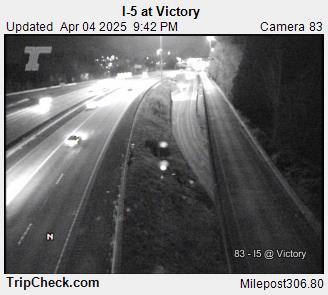 I-5 at Victory
Updated Apr 04 2025 9:42 PM Camera 83
T
N
83 - I5 @ Victory
TripCheck.com Milepost306.80